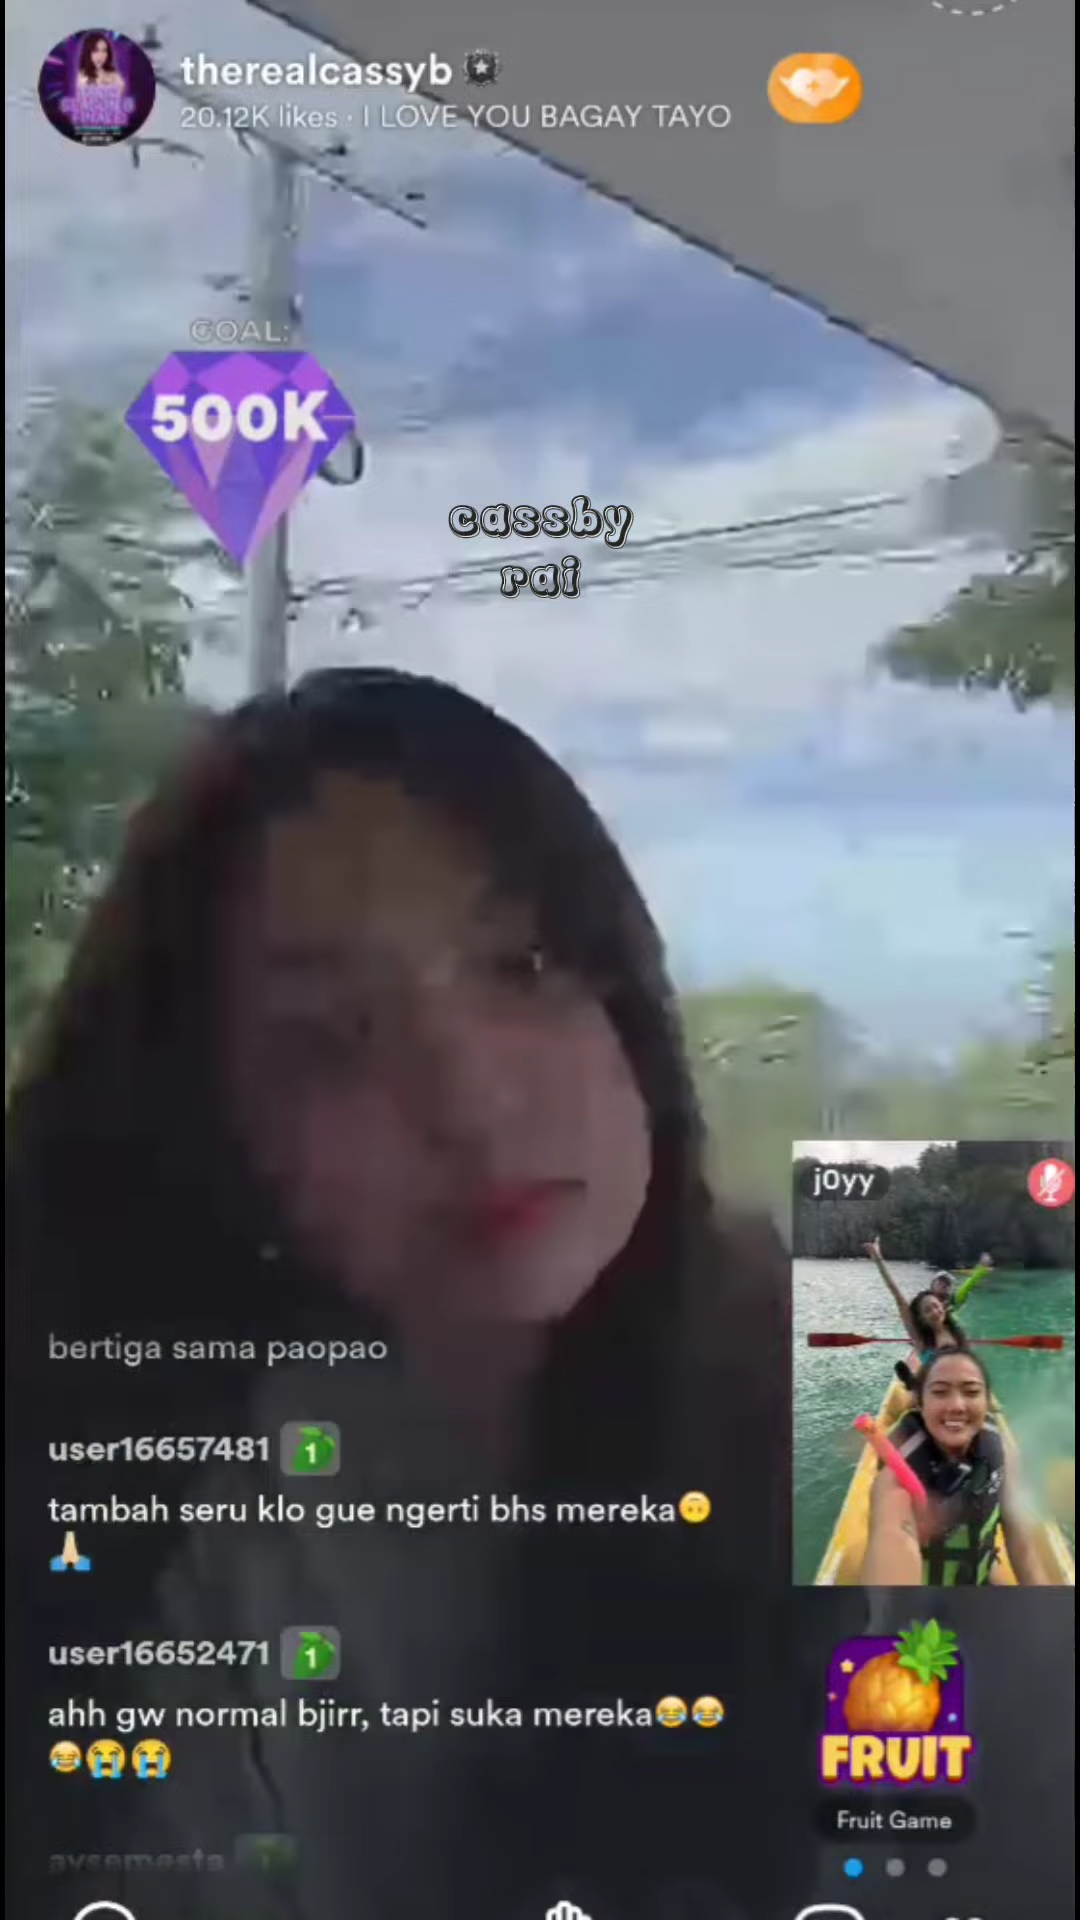 therealcassyb
20.12K likes · I LOVE YOU BAGAY TAYO
GOAL:
500K
cassby
rai
j0yy
bertiga sama paopao
user16657481 1
tambah seru klo gue ngerti bhs mereka🙃
🙏🏻
user16652471 1
ahh gw normal bjirr, tapi suka mereka😂😂
😂😭😭
FRUIT
Fruit Game